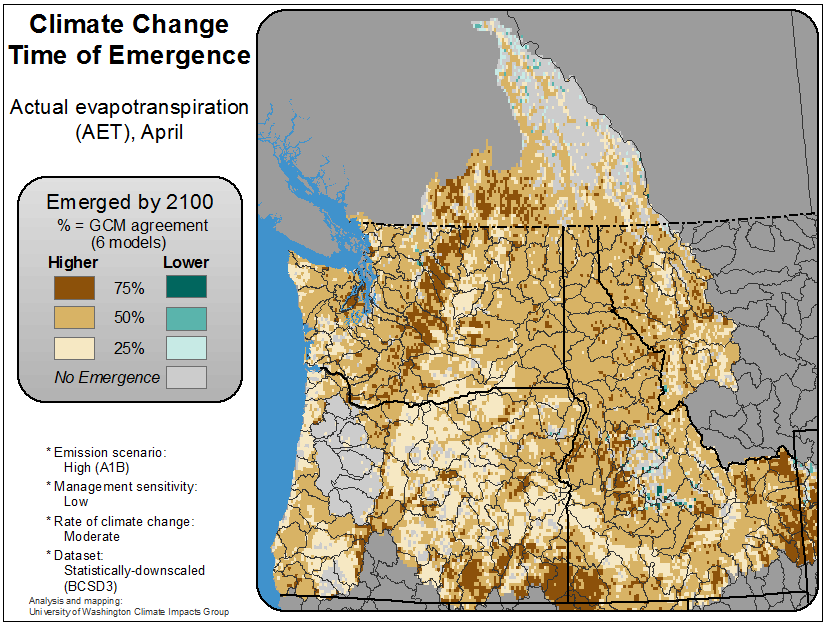 Climate Change
Time of Emergence
Actual evapotranspiration
(AET), April
Emerged by 2100
% = GCM agreement
(6 models)
Higher Lower
75%
50%
25%
No Emergence
* Emission scenario:
High (A1B)
* Management sensitivity:
Low
* Rate of climate change:
Moderate
* Dataset:
Statistically-downscaled
(BCSD3)
Analysis and mapping:
University of Washington Climate Impacts Group